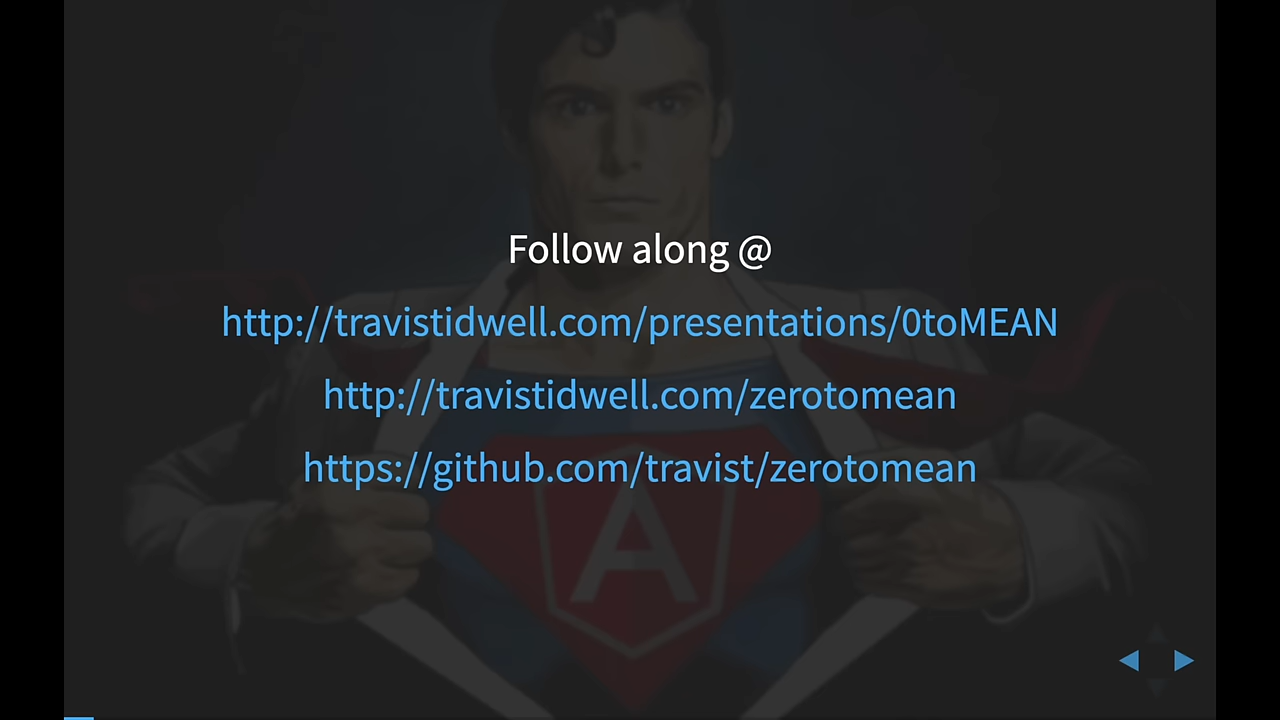 Follow along @
http://travistidwell.com/presentations/0toMEAN
http://travistidwell.com/zerotomean
https://github.com/travist/zerotomean
A